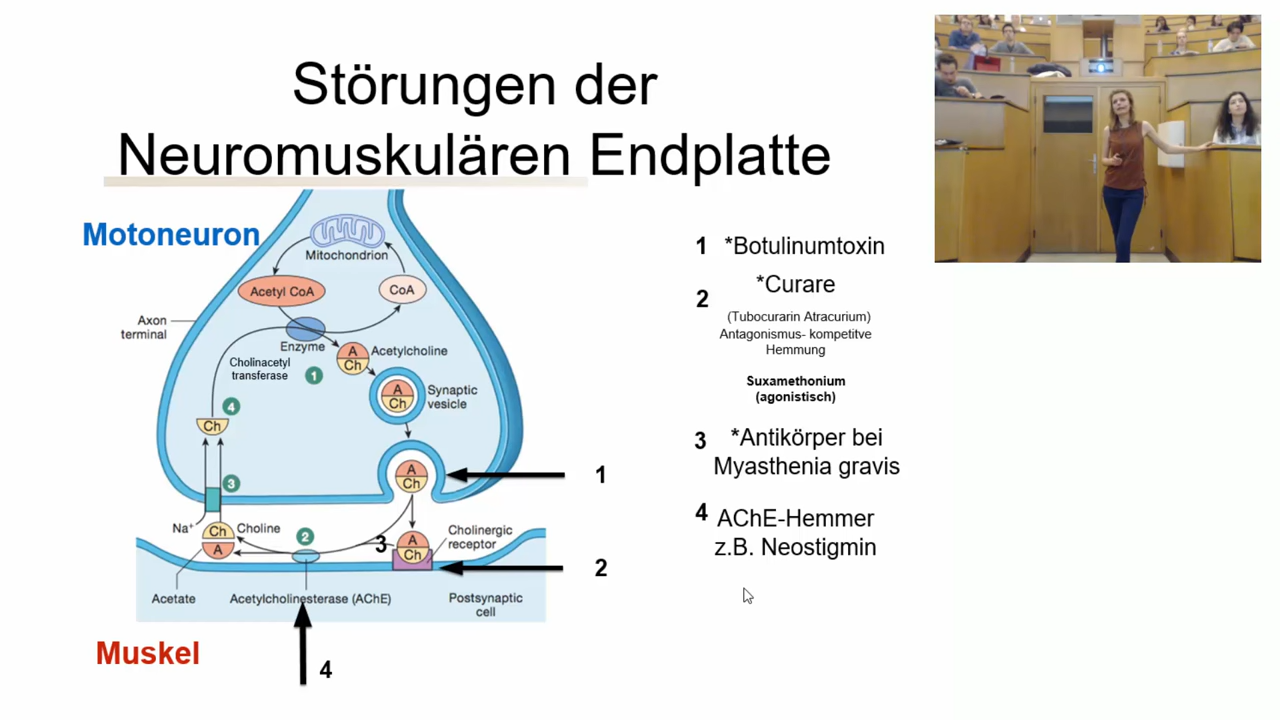 Störungen der
Neuromuskulären Endplatte
Motoneuron
Mitochondrion
Acetyl CoA
CoA
Axon
terminal
Enzyme
Cholinacetyl
transferase
1
A
Ch
Acetylcholine
A
Ch
Synaptic
vesicle
4
Ch
3
A
Ch
1
Na+
Ch
A
Choline
2
3
A
Ch
Cholinergic
receptor
2
Acetate
Acetylcholinesterase (AChE)
Postsynaptic
cell
Muskel
4
1 *Botulinumtoxin
2 *Curare
(Tubocurarin Atracurium)
Antagonismus- kompetitve
Hemmung
Suxamethonium
(agonistisch)
3 *Antikörper bei
Myasthenia gravis
4 AChE-Hemmer
z.B. Neostigmin